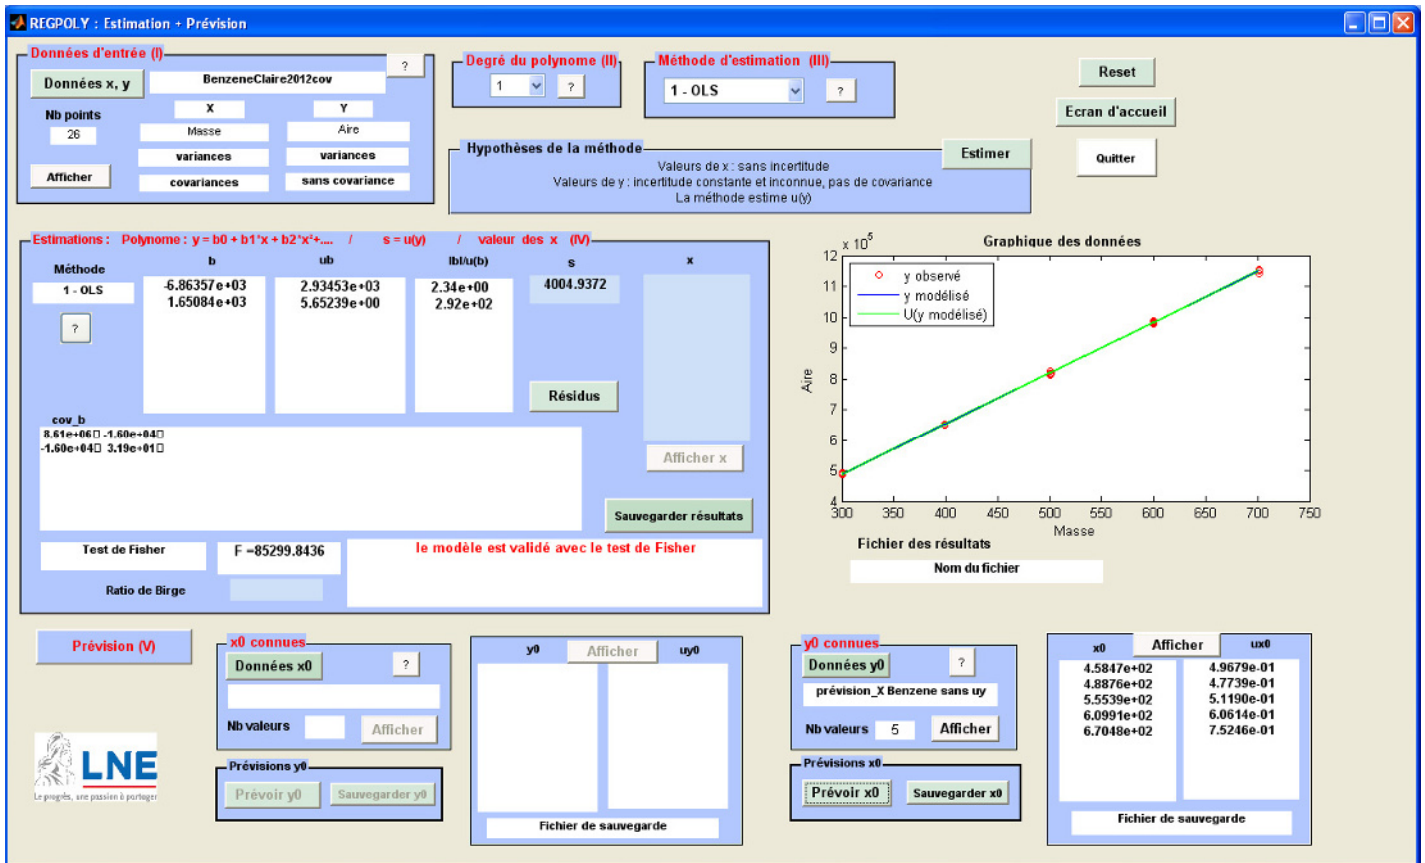 REGPOLY : Estimation + Prévision
Données d'entrée (I)
Données x, y
BenzeneClaire2012cov
?
Nb points
X
Y
26
Masse
Aire
variances
variances
Afficher
covariances
sans covariance
Degré du polynome (II)
1
?
Méthode d'estimation (III)
1 - OLS
?
Reset
Ecran d'accueil
Quitter
Hypothèses de la méthode
Estimer
Valeurs de x : sans incertitude
Valeurs de y : incertitude constante et inconnue, pas de covariance
La méthode estime u(y)
Estimations : Polynome : y = b0 + b1*x + b2*x²+.... / s = u(y) / valeur des x (IV)
Méthode
b
ub
lbl/u(b)
s
x
1 - OLS
-6.86357e+03
2.93453e+03
2.34e+00
4004.9372
1.65084e+03
5.65239e+00
2.92e+02
?
Résidus
cov_b
8.61e+06 -1.60e+04
-1.60e+04 3.19e+01
Afficher x
Sauvegarder résultats
Test de Fisher
F =85299.8436
le modèle est validé avec le test de Fisher
Ratio de Birge
x 10^5
Graphique des données
12
11
10
9
8
7
6
5
4
Aire
y observé
y modélisé
U(y modélisé)
300 350 400 450 500 550 600 650 700 750
Masse
Fichier des résultats
Nom du fichier
Prévision (V)
x0 connues
Données x0
?
Nb valeurs
Afficher
Prévisions y0
Prévoir y0
Sauvegarder y0
y0
Afficher
uy0
Fichier de sauvegarde
y0 connues
Données y0
?
prévision_X Benzene sans uy
Nb valeurs
5
Afficher
Prévisions x0
Prévoir x0
Sauvegarder x0
x0
Afficher
ux0
4.5847e+02
4.9679e-01
4.8876e+02
4.7739e-01
5.5539e+02
5.1190e-01
6.0991e+02
6.0614e-01
6.7048e+02
7.5246e-01
Fichier de sauvegarde
LNE
Le progrès, une passion à partager